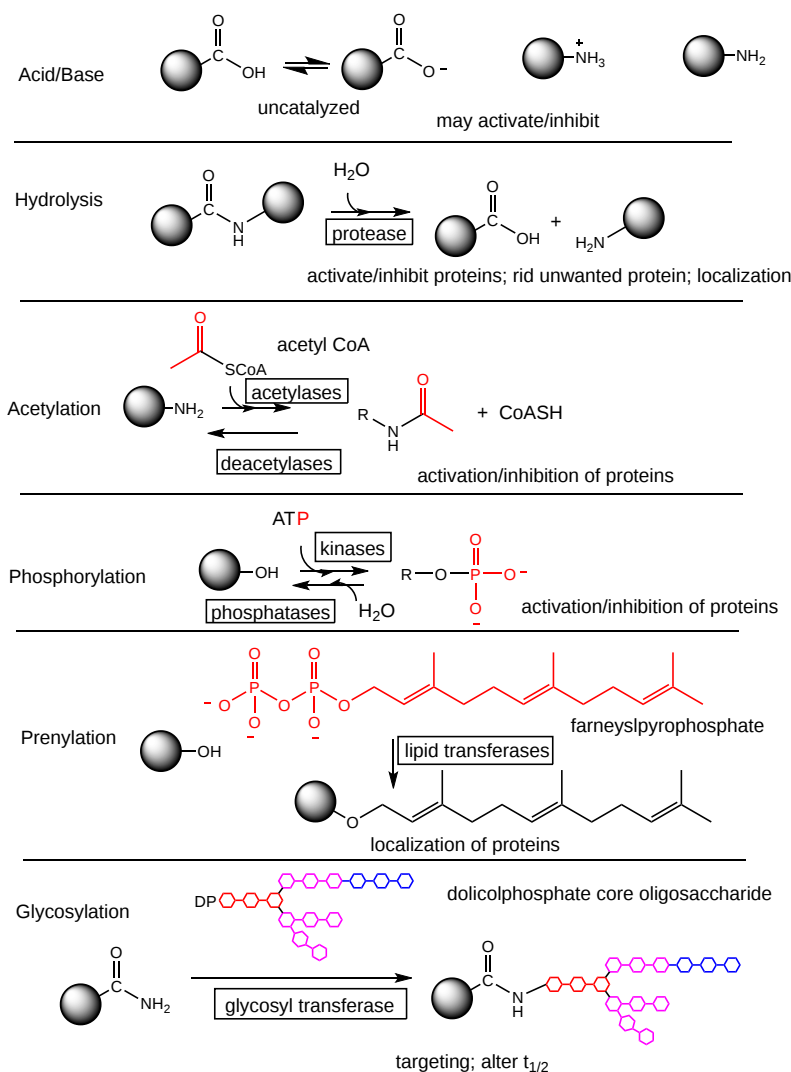 Acid/Base
O
C
OH
O
C
O −
+
NH3
NH2
uncatalyzed
may activate/inhibit
Hydrolysis
O
C
N
H
H2O
protease
O
C
OH
+
H2N
activate/inhibit proteins; rid unwanted protein; localization
Acetylation
O
SCoA
acetyl CoA
NH2
acetylases
deacetylases
O
R
N
H
+ CoASH
activation/inhibition of proteins
Phosphorylation
ATP
OH
kinases
phosphatases
H2O
O
R O P O −
O
−
activation/inhibition of proteins
Prenylation
O O
− O P O P O
O O
− −
farneyslpyrophosphate
OH
lipid transferases
O
localization of proteins
Glycosylation
DP
dolicolphosphate core oligosaccharide
O
C
NH2
glycosyl transferase
O
C
N
H
targeting; alter t1/2